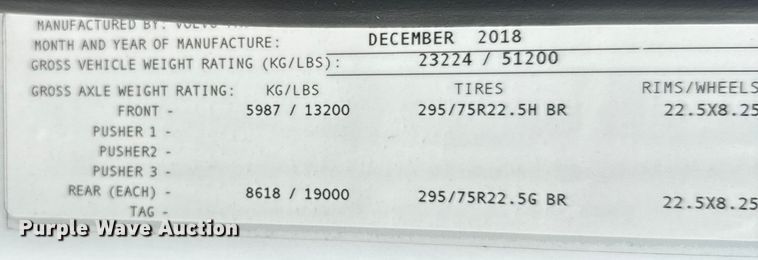 MANUFACTURED BY: VOLVO
MONTH AND YEAR OF MANUFACTURE: DECEMBER 2018
GROSS VEHICLE WEIGHT RATING (KG/LBS): 23224 / 51200
GROSS AXLE WEIGHT RATING: KG/LBS TIRES RIMS/WHEELS
FRONT - 5987 / 13200 295/75R22.5H BR 22.5X8.25
PUSHER 1 -
PUSHER2 -
PUSHER 3 -
REAR (EACH) - 8618 / 19000 295/75R22.5G BR 22.5X8.25
TAG -
Purple Wave Auction